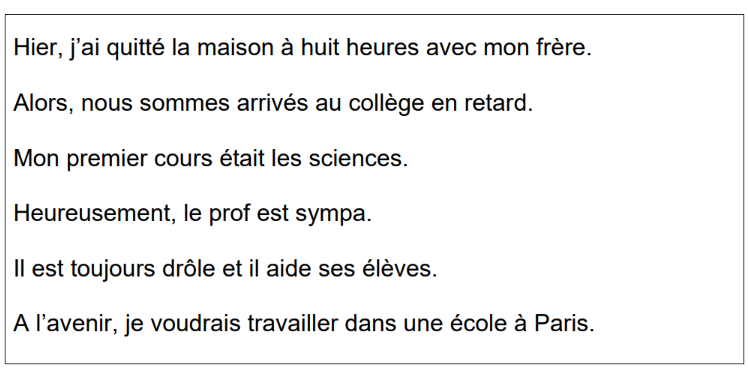 Hier, j’ai quitté la maison à huit heures avec mon frère.
Alors, nous sommes arrivés au collège en retard.
Mon premier cours était les sciences.
Heureusement, le prof est sympa.
Il est toujours drôle et il aide ses élèves.
A l’avenir, je voudrais travailler dans une école à Paris.